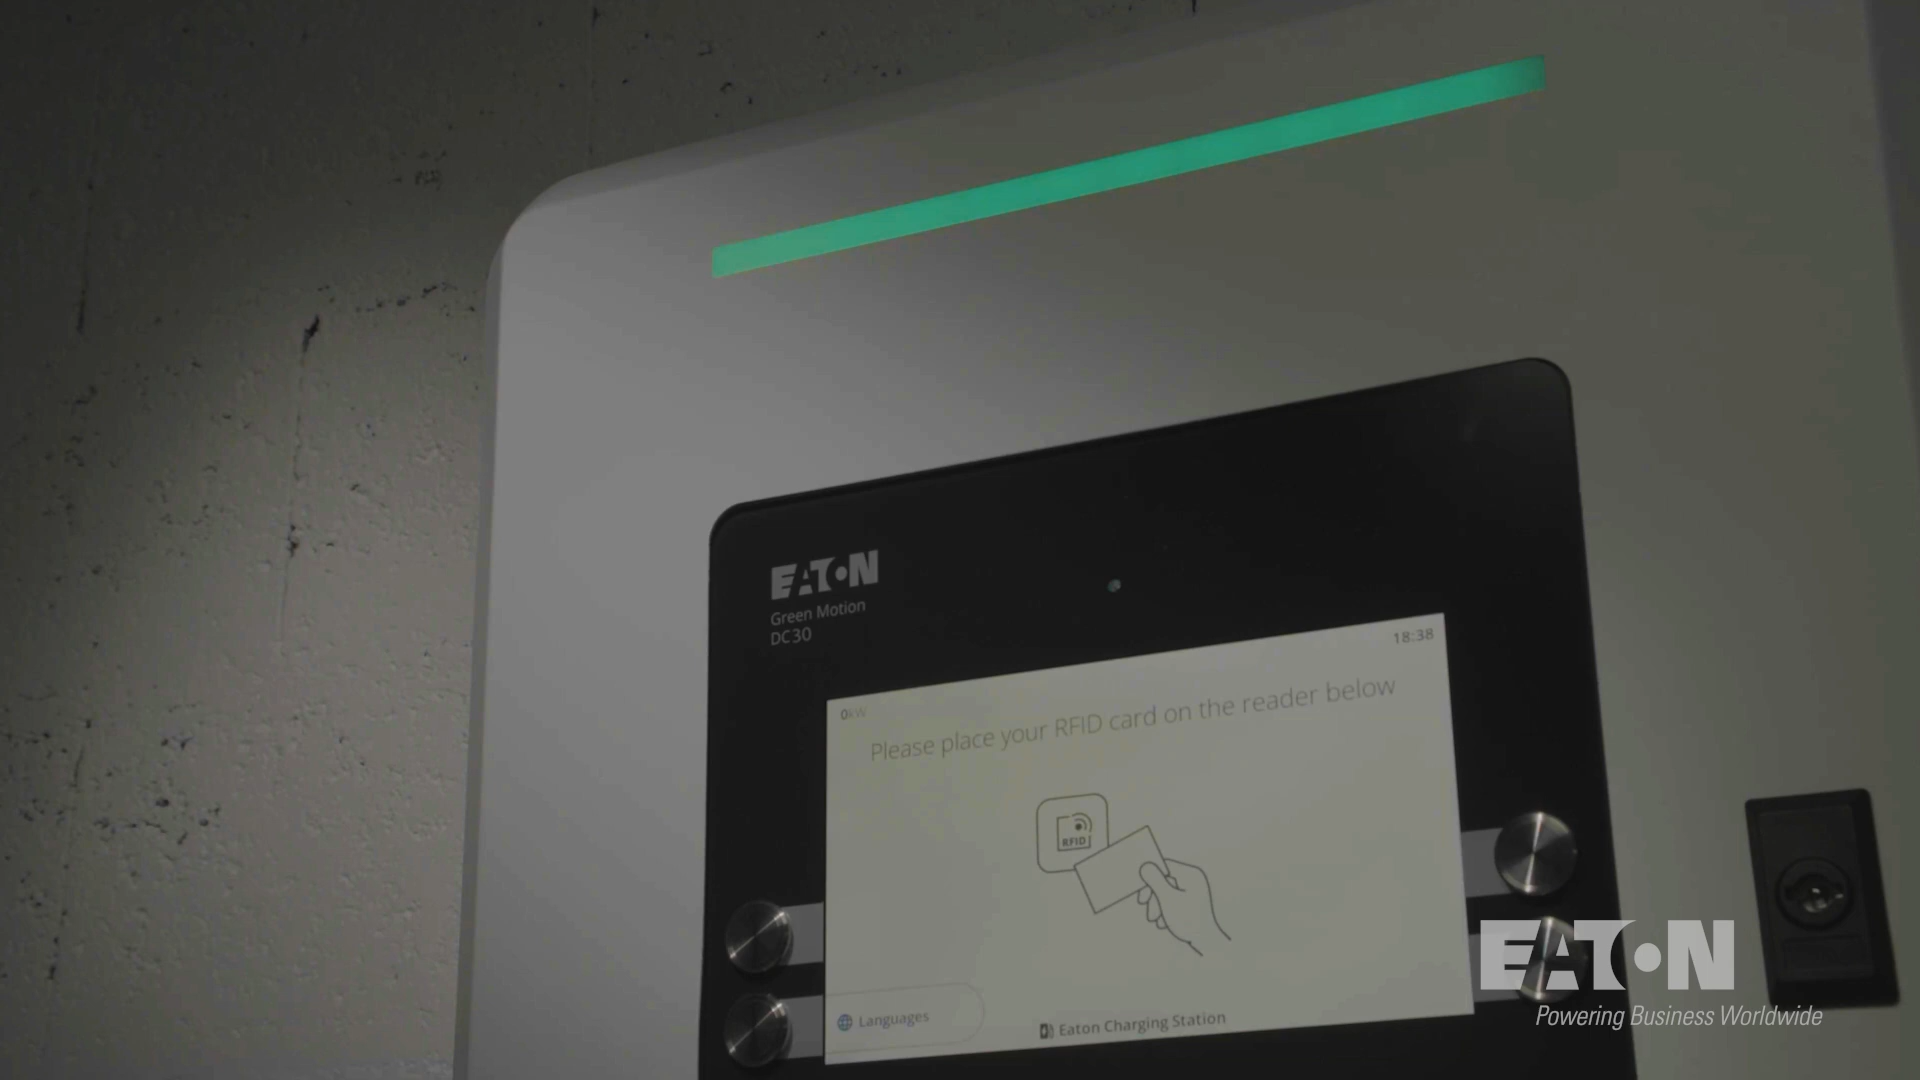 EATON
Green Motion
DC30
18:38
0kW
Please place your RFID card on the reader below
RFID
Languages
Eaton Charging Station
EATON
Powering Business Worldwide